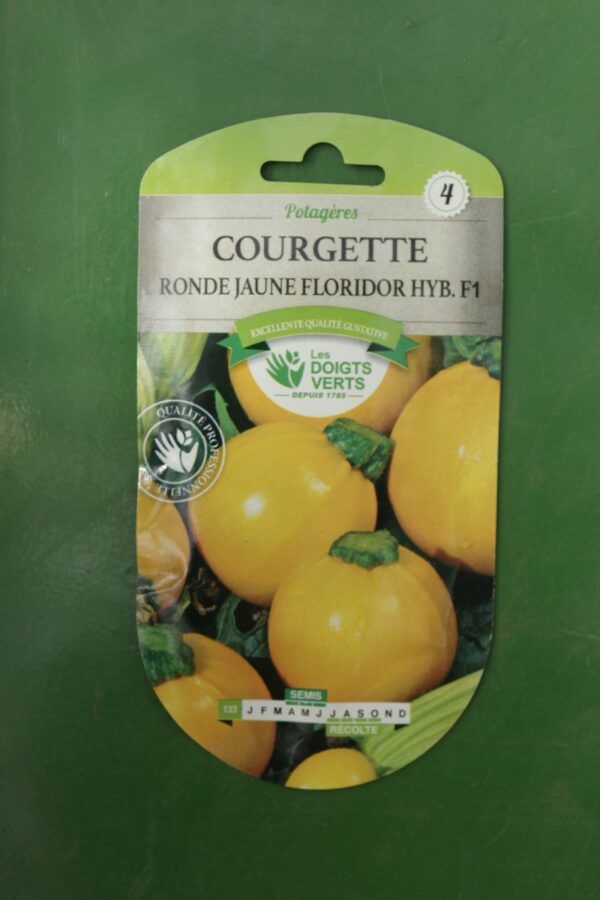 4
Potagères
COURGETTE
RONDE JAUNE FLORIDOR HYB. F1
EXCELLENTE QUALITÉ GUSTATIVE
Les
DOIGTS
VERTS
DEPUIS 1785
QUALITÉ PROFESSIONNELLE
SEMIS
133 J F M A M J J A S O N D
RÉCOLTE